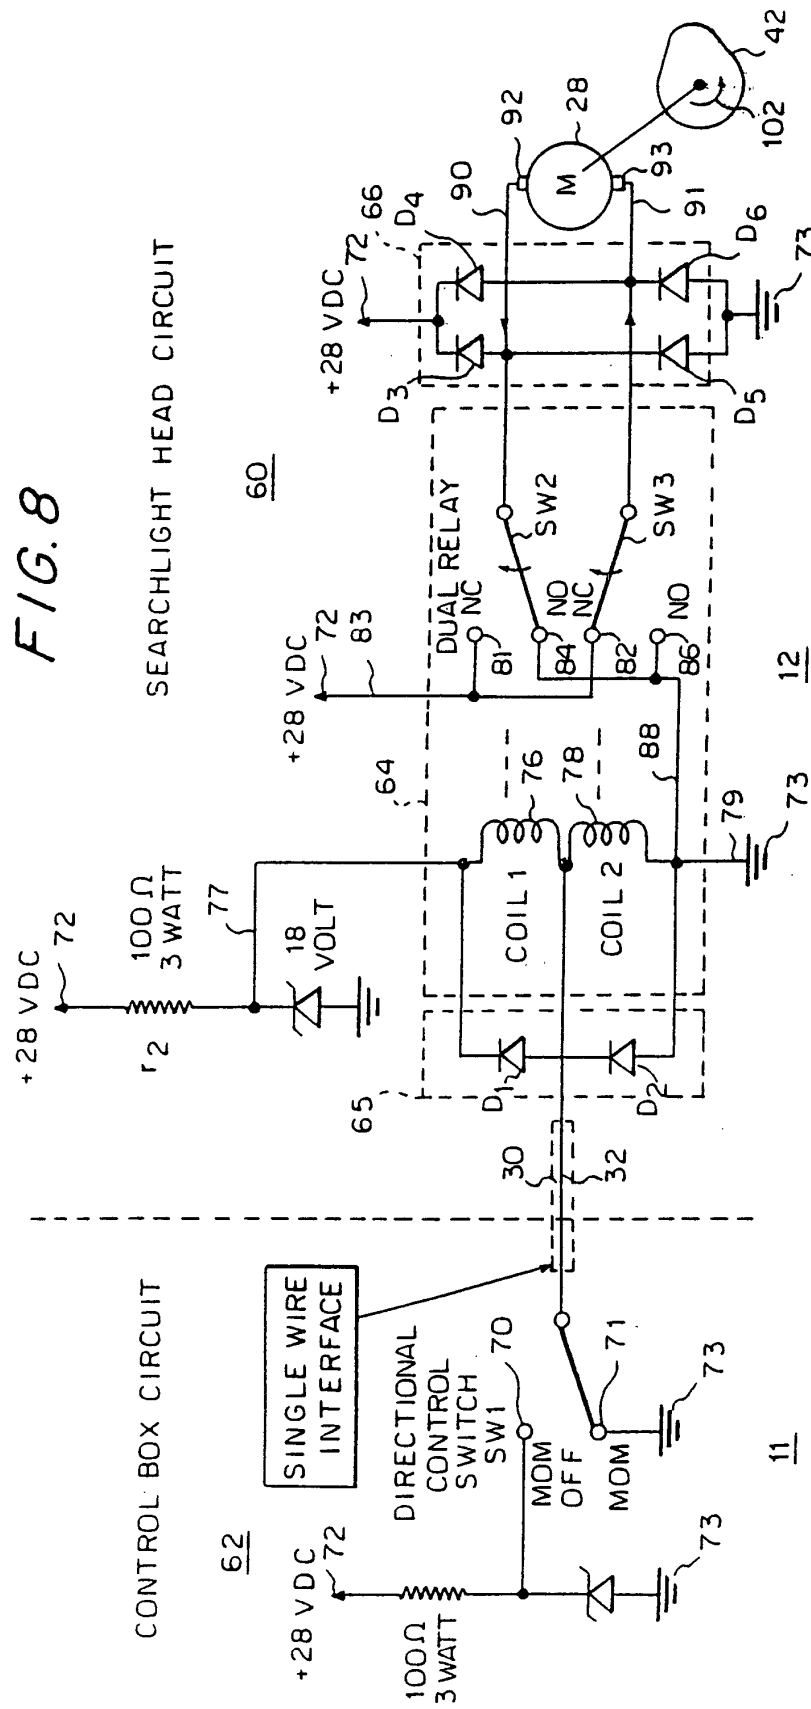 FIG. 8
CONTROL BOX CIRCUIT
SEARCHLIGHT HEAD CIRCUIT
62
60
+28 VDC
72
100Ω
3 WATT
73
SINGLE WIRE
INTERFACE
DIRECTIONAL
CONTROL
SWITCH
SW1
70
MOM
OFF
MOM
71
73
11
30
32
+28 VDC
72
r2
100Ω
3 WATT
77
18
VOLT
65
D1
D2
64
COIL 1
COIL 2
76
78
88
79
73
+28 VDC
72
83
DUAL RELAY
NC
81
NO
84
NC
82
NO
86
SW2
SW3
12
+28 VDC
72
66
D3
D4
D5
D6
73
90
92
M
28
93
91
42
102